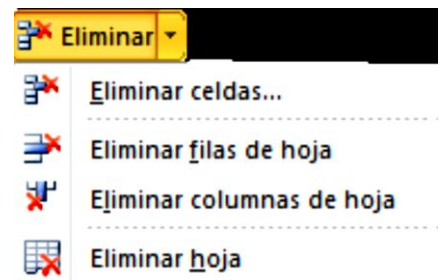 Eliminar
Eliminar celdas...
Eliminar filas de hoja
Eliminar columnas de hoja
Eliminar hoja